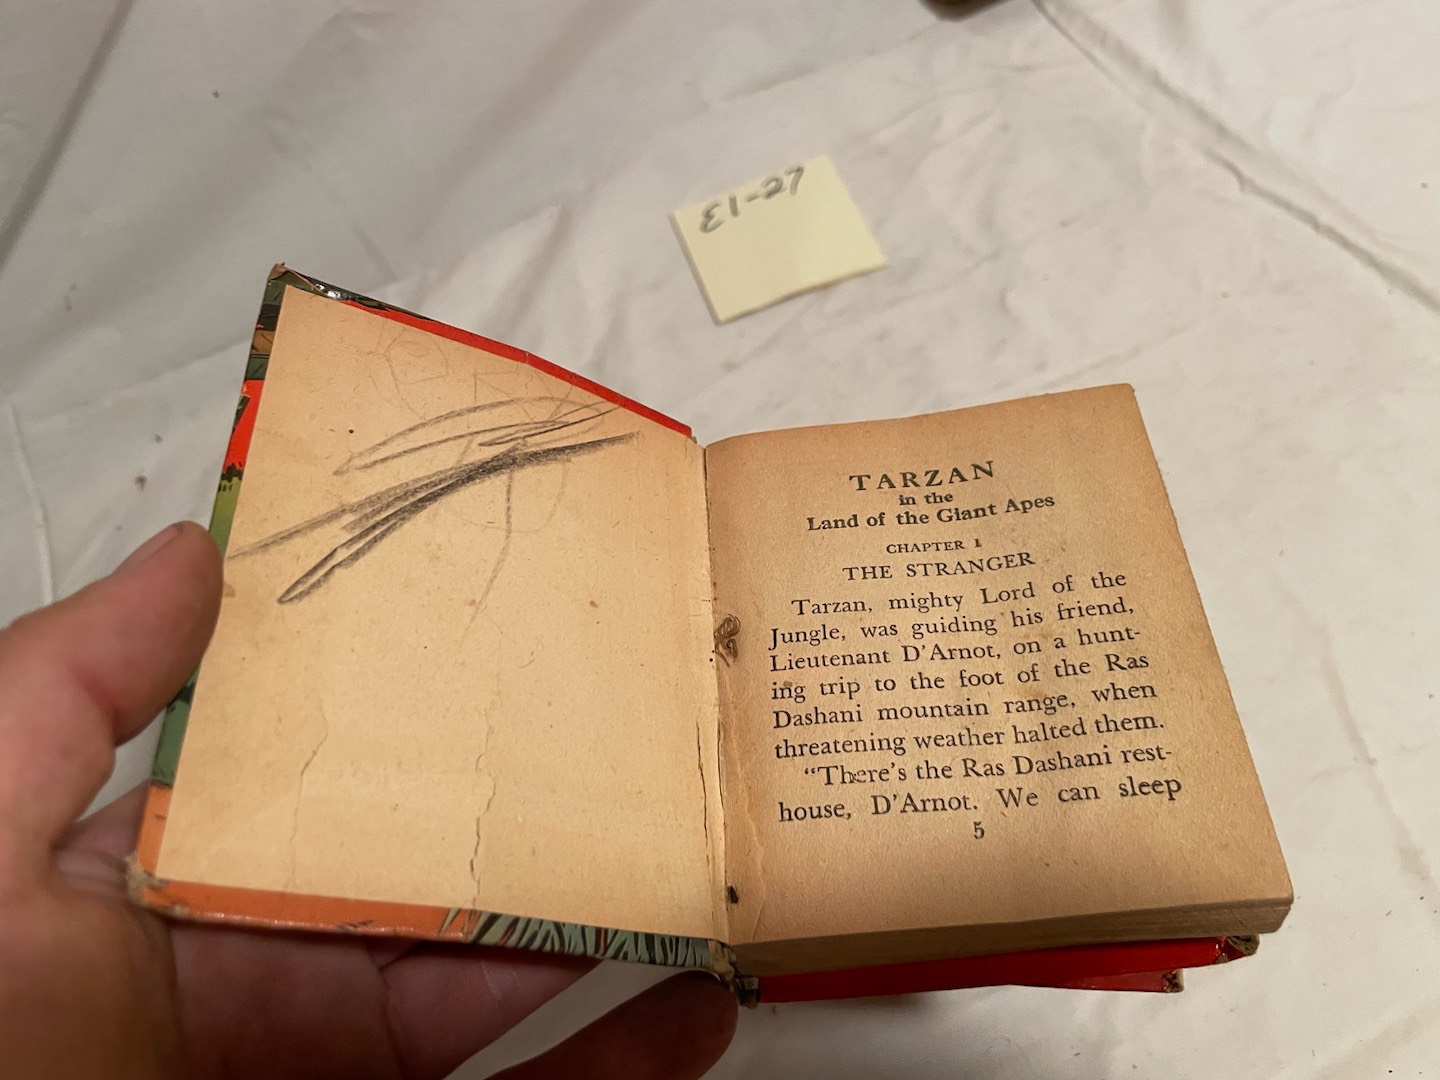 E1-27
TARZAN
in the
Land of the Giant Apes
CHAPTER 1
THE STRANGER
Tarzan, mighty Lord of the
Jungle, was guiding his friend,
Lieutenant D'Arnot, on a hunt-
ing trip to the foot of the Ras
Dashani mountain range, when
threatening weather halted them.
"There's the Ras Dashani rest-
house, D'Arnot. We can sleep
5